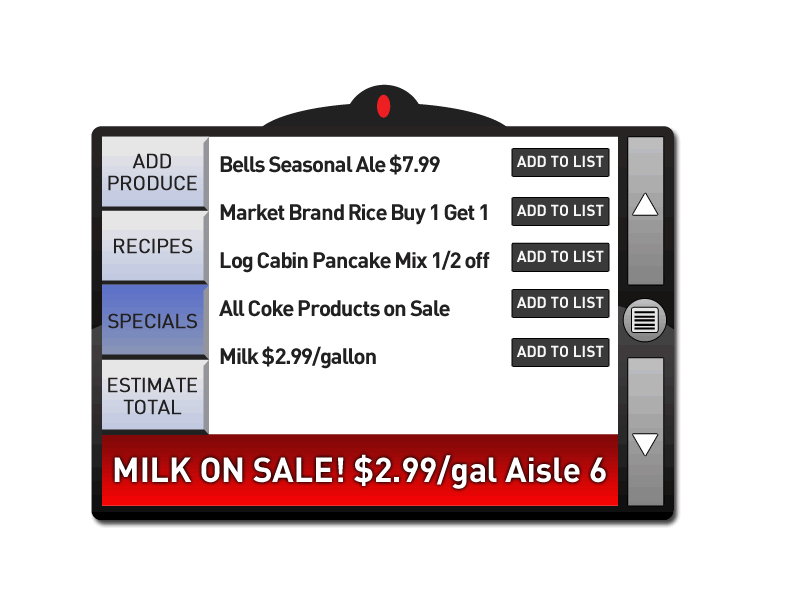 ADD
PRODUCE
RECIPES
SPECIALS
ESTIMATE
TOTAL
Bells Seasonal Ale $7.99 ADD TO LIST
Market Brand Rice Buy 1 Get 1 ADD TO LIST
Log Cabin Pancake Mix 1/2 off ADD TO LIST
All Coke Products on Sale ADD TO LIST
Milk $2.99/gallon ADD TO LIST
MILK ON SALE! $2.99/gal Aisle 6